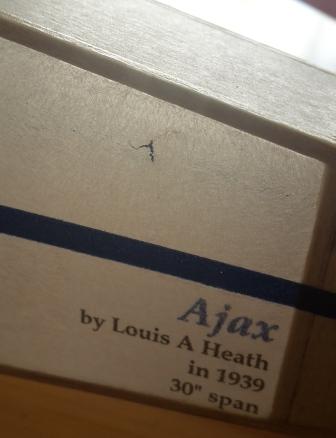 Ajax
by Louis A Heath
in 1939
30" span